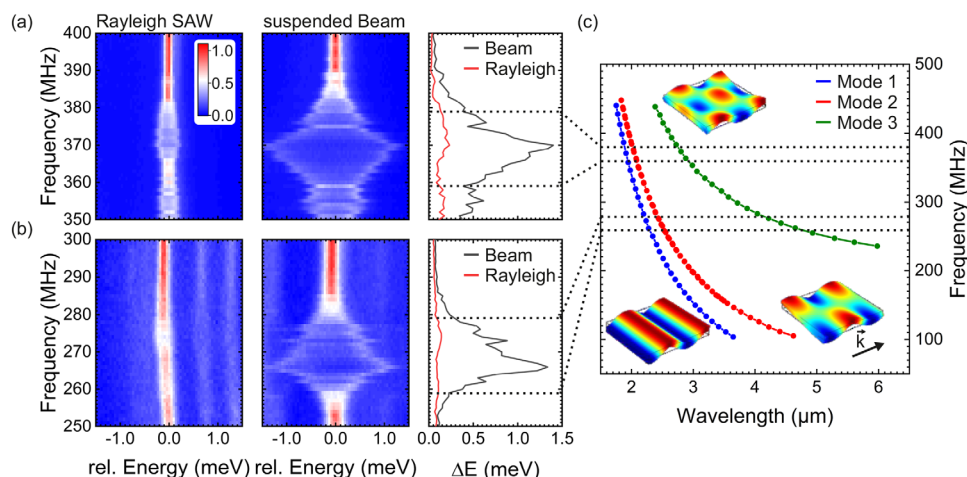 (a)
Rayleigh SAW
suspended Beam
(c)
Frequency (MHz)
400
390
380
370
360
350
1.0
0.5
0.0
Beam
Rayleigh
(b)
Frequency (MHz)
300
290
280
270
260
250
-1.0 0.0 1.0
rel. Energy (meV)
-1.0 0.0 1.0
rel. Energy (meV)
Beam
Rayleigh
0.0 0.5 1.0 1.5
ΔE (meV)
Mode 1
Mode 2
Mode 3
k
500
400
300
200
100
Frequency (MHz)
2 3 4 5 6
Wavelength (μm)